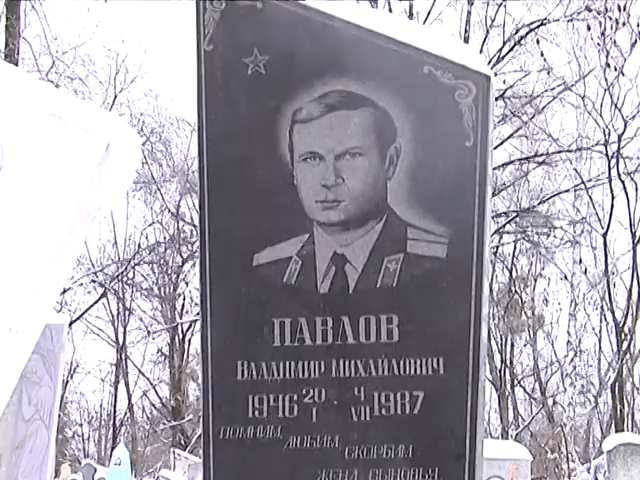 ПАВЛОВ
ВЛАДИМИР МИХАЙЛОВИЧ
1946 20/I · 4/VII 1987
ПОМНИМ, ЛЮБИМ, СКОРБИМ
ЖЕНА, СЫНОВЬЯ